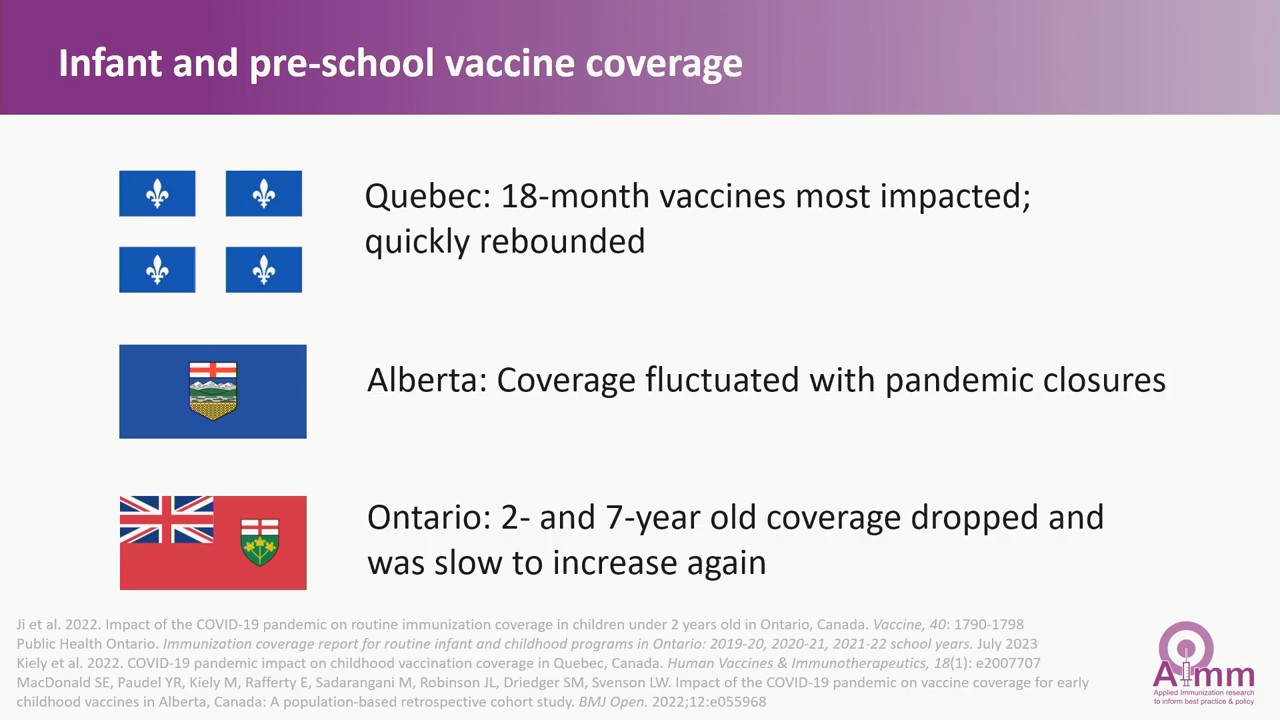 Infant and pre-school vaccine coverage
Quebec: 18-month vaccines most impacted;
quickly rebounded
Alberta: Coverage fluctuated with pandemic closures
Ontario: 2- and 7-year old coverage dropped and
was slow to increase again
Ji et al. 2022. Impact of the COVID-19 pandemic on routine immunization coverage in children under 2 years old in Ontario, Canada. Vaccine, 40: 1790-1798
Public Health Ontario. Immunization coverage report for routine infant and childhood programs in Ontario: 2019-20, 2020-21, 2021-22 school years. July 2023
Kiely et al. 2022. COVID-19 pandemic impact on childhood vaccination coverage in Quebec, Canada. Human Vaccines & Immunotherapeutics, 18(1): e2007707
MacDonald SE, Paudel YR, Kiely M, Rafferty E, Sadarangani M, Robinson JL, Driedger SM, Svenson LW. Impact of the COVID-19 pandemic on vaccine coverage for early
childhood vaccines in Alberta, Canada: A population-based retrospective cohort study. BMJ Open. 2022;12:e055968
AImm
Applied Immunization research
to inform best practice & policy